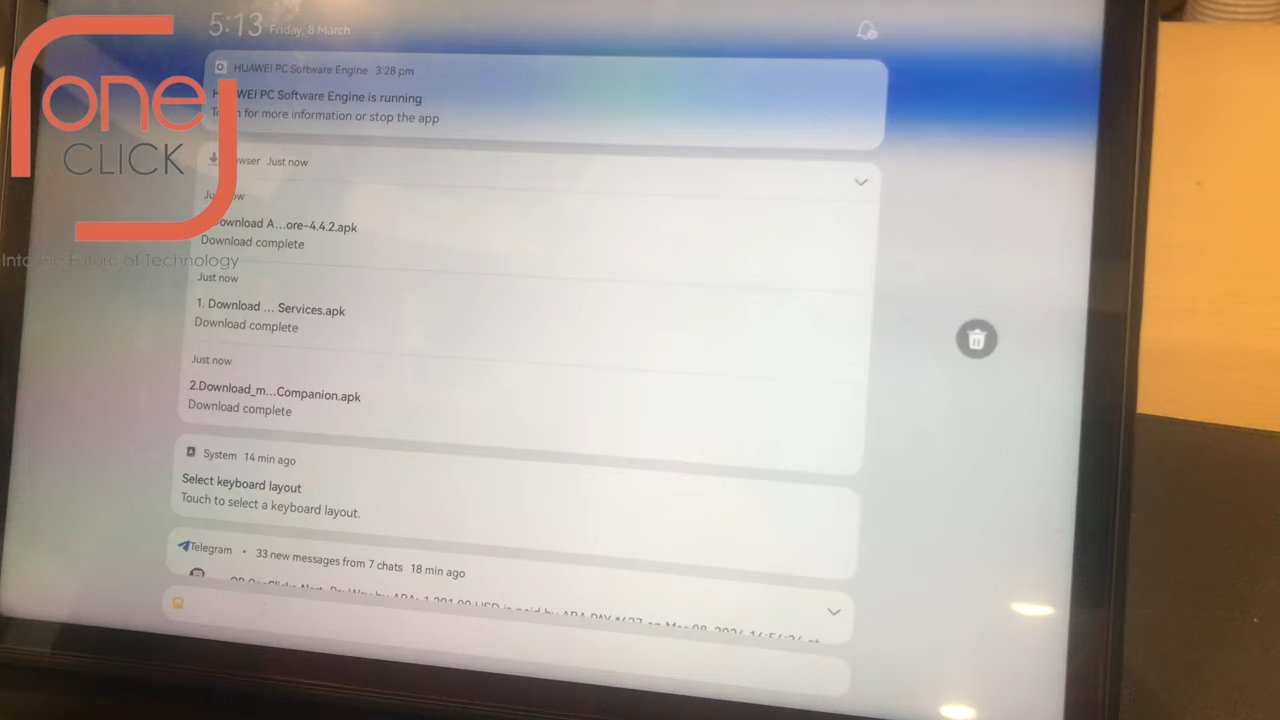 5:13 Friday, 8 March
one
CLICK
Future of Technology
HUAWEI PC Software Engine 3:28 pm
HUAWEI PC Software Engine is running
Touch for more information or stop the app
Just now
Just now
Download A...ore-4.4.2.apk
Download complete
Just now
1. Download ... Services.apk
Download complete
Just now
2.Download_m...Companion.apk
Download complete
System 14 min ago
Select keyboard layout
Touch to select a keyboard layout.
Telegram • 33 new messages from 7 chats 18 min ago